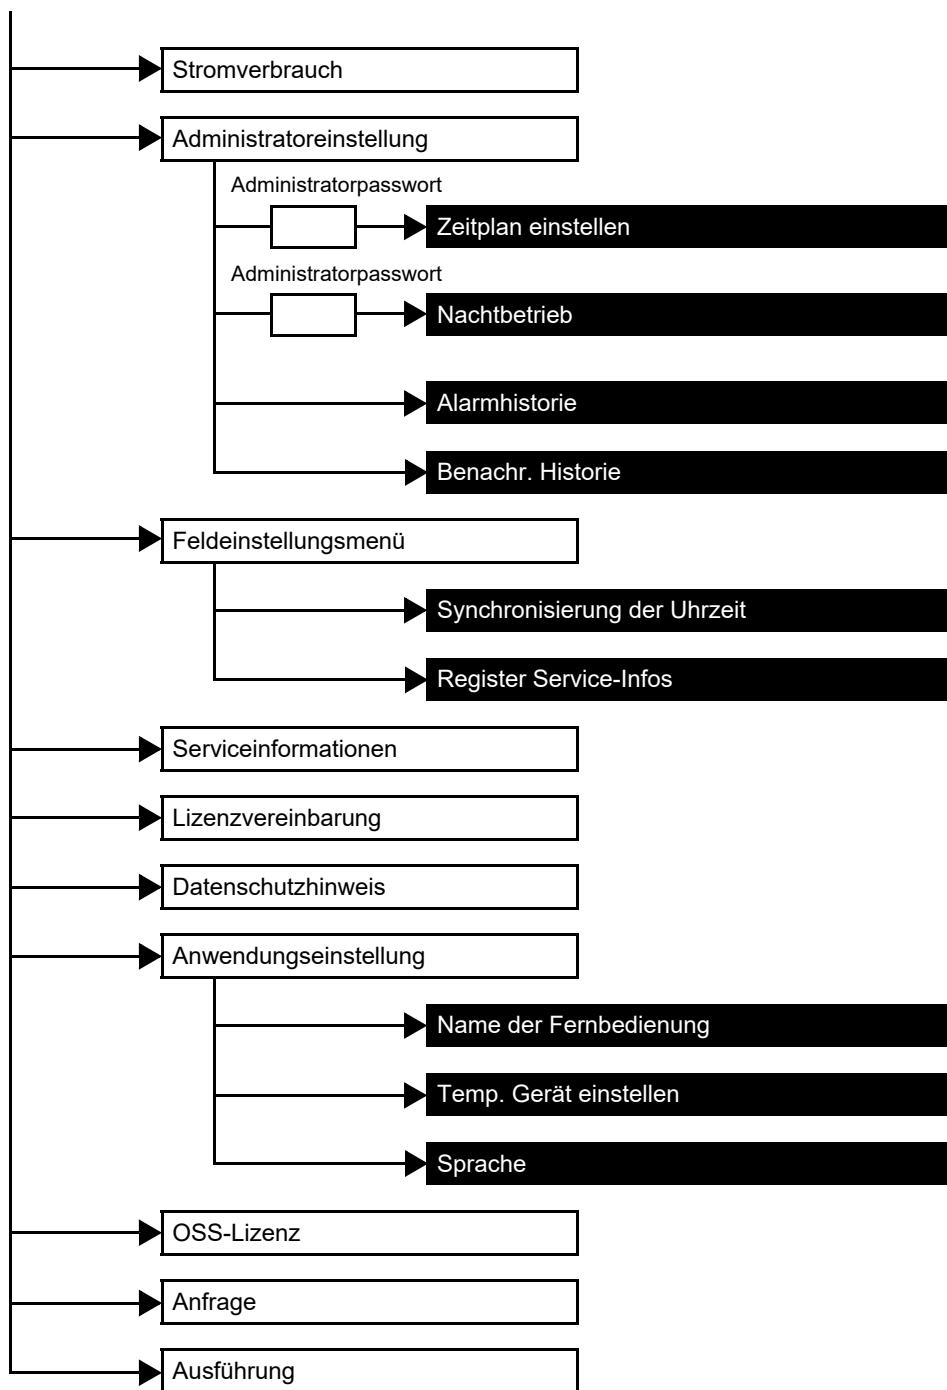 Stromverbrauch
Administratoreinstellung
Administratorpasswort
Zeitplan einstellen
Administratorpasswort
Nachtbetrieb
Alarmhistorie
Benachr. Historie
Feldeinstellungsmenü
Synchronisierung der Uhrzeit
Register Service-Infos
Serviceinformationen
Lizenzvereinbarung
Datenschutzhinweis
Anwendungseinstellung
Name der Fernbedienung
Temp. Gerät einstellen
Sprache
OSS-Lizenz
Anfrage
Ausführung